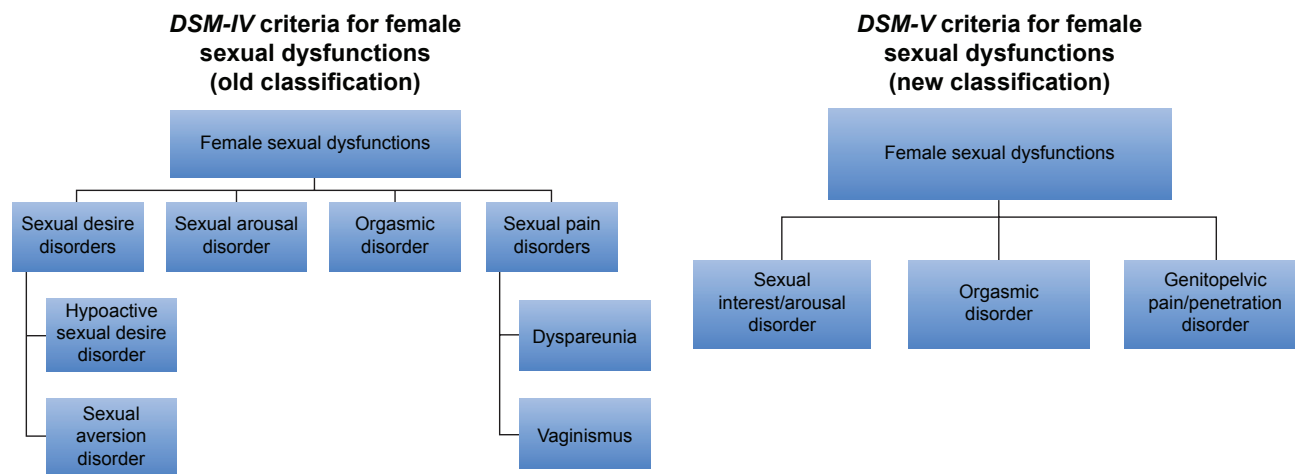 DSM-IV criteria for female
sexual dysfunctions
(old classification)
Female sexual dysfunctions
Sexual desire
disorders
Sexual arousal
disorder
Orgasmic
disorder
Sexual pain
disorders
Hypoactive
sexual desire
disorder
Dyspareunia
Sexual
aversion
disorder
Vaginismus
DSM-V criteria for female
sexual dysfunctions
(new classification)
Female sexual dysfunctions
Sexual
interest/arousal
disorder
Orgasmic
disorder
Genitopelvic
pain/penetration
disorder